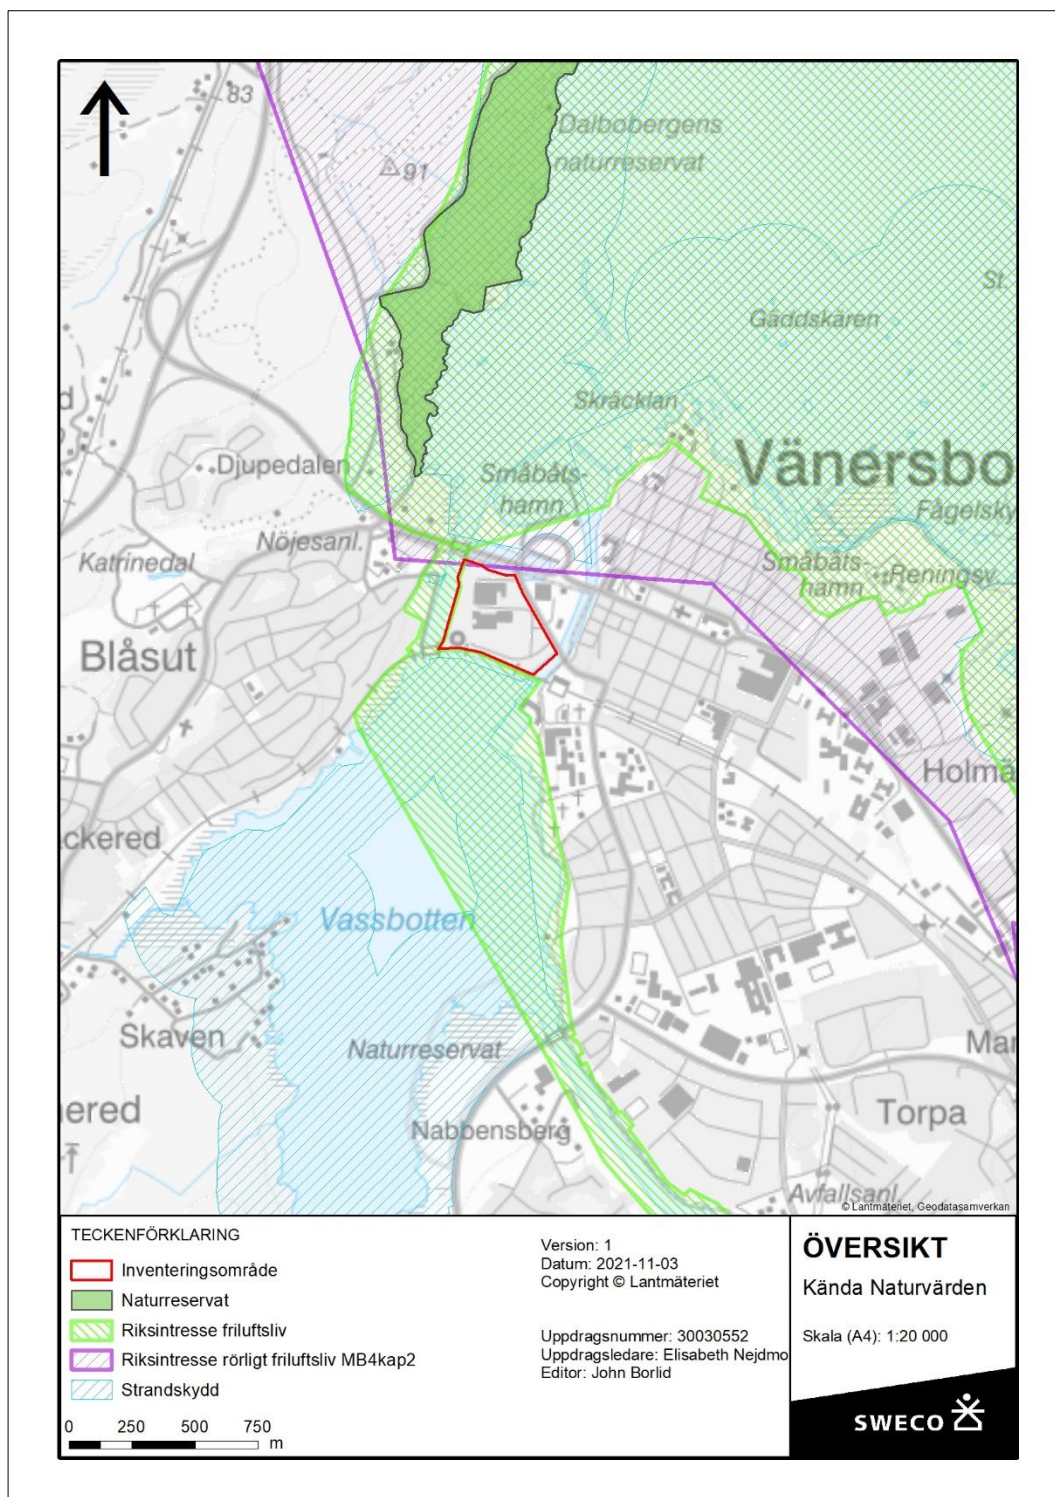 83
Dalbobergens
naturreservat
91
St.
Gäddskären
d
Skräcklan
Djupedalen
Småbåts-
hamn
Vänersbo
Fågelsky
Nöjesanl.
Katrinedal
Småbåts-
hamn
Reningsv.
Blåsut
Holmä
ckered
Vassbotten
Skaven
Naturreservat
Mar
ered
Nabbensberg
Torpa
Avfallsanl.
© Lantmäteriet, Geodatasamverkan
TECKENFÖRKLARING
Inventeringsområde
Naturreservat
Riksintresse friluftsliv
Riksintresse rörligt friluftsliv MB4kap2
Strandskydd
0 250 500 750
m
Version: 1
Datum: 2021-11-03
Copyright © Lantmäteriet
Uppdragsnummer: 30030552
Uppdragsledare: Elisabeth Nejdmo
Editor: John Borlid
ÖVERSIKT
Kända Naturvärden
Skala (A4): 1:20 000
SWECO